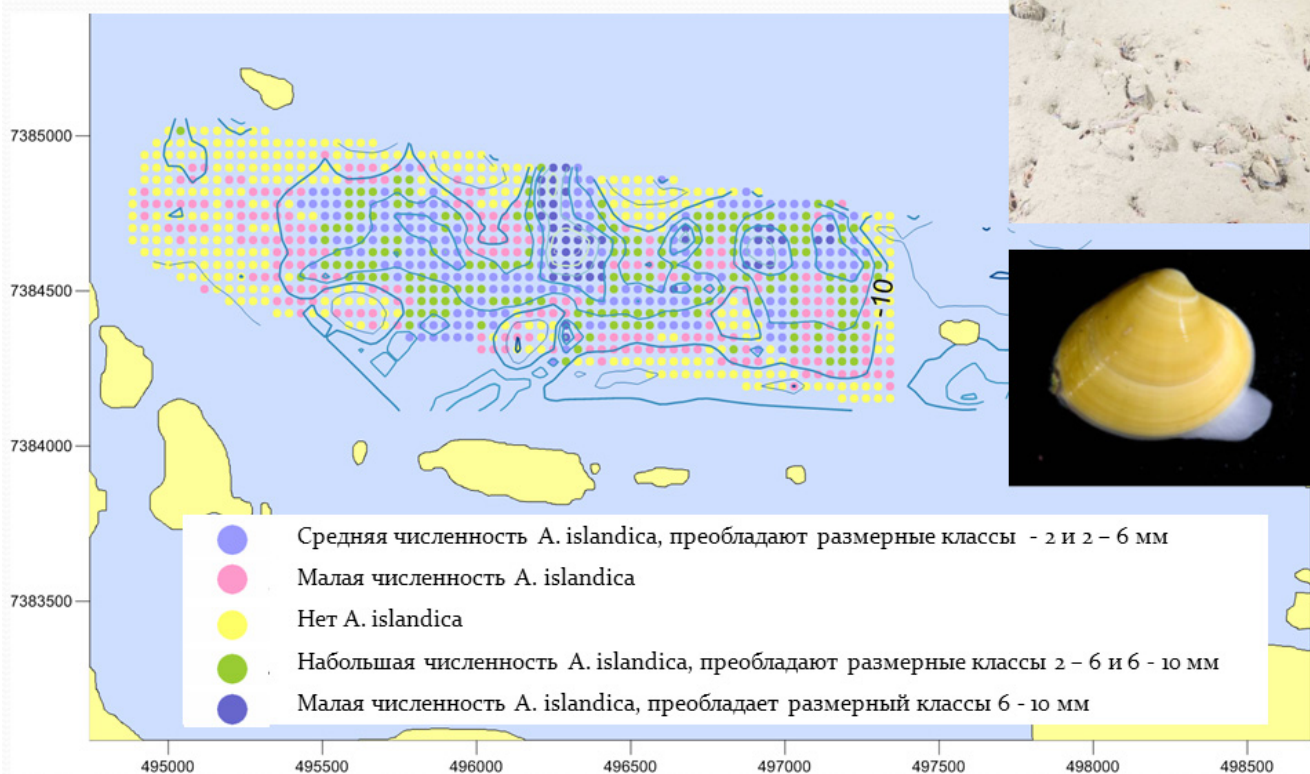 7385000
7384500
-10
7384000
7383500
Средняя численность A. islandica, преобладают размерные классы - 2 и 2 – 6 мм
Малая численность A. islandica
Нет A. islandica
Набольшая численность A. islandica, преобладают размерные классы 2 – 6 и 6 - 10 мм
Малая численность A. islandica, преобладает размерный классы 6 - 10 мм
495000 495500 496000 496500 497000 497500 498000 498500